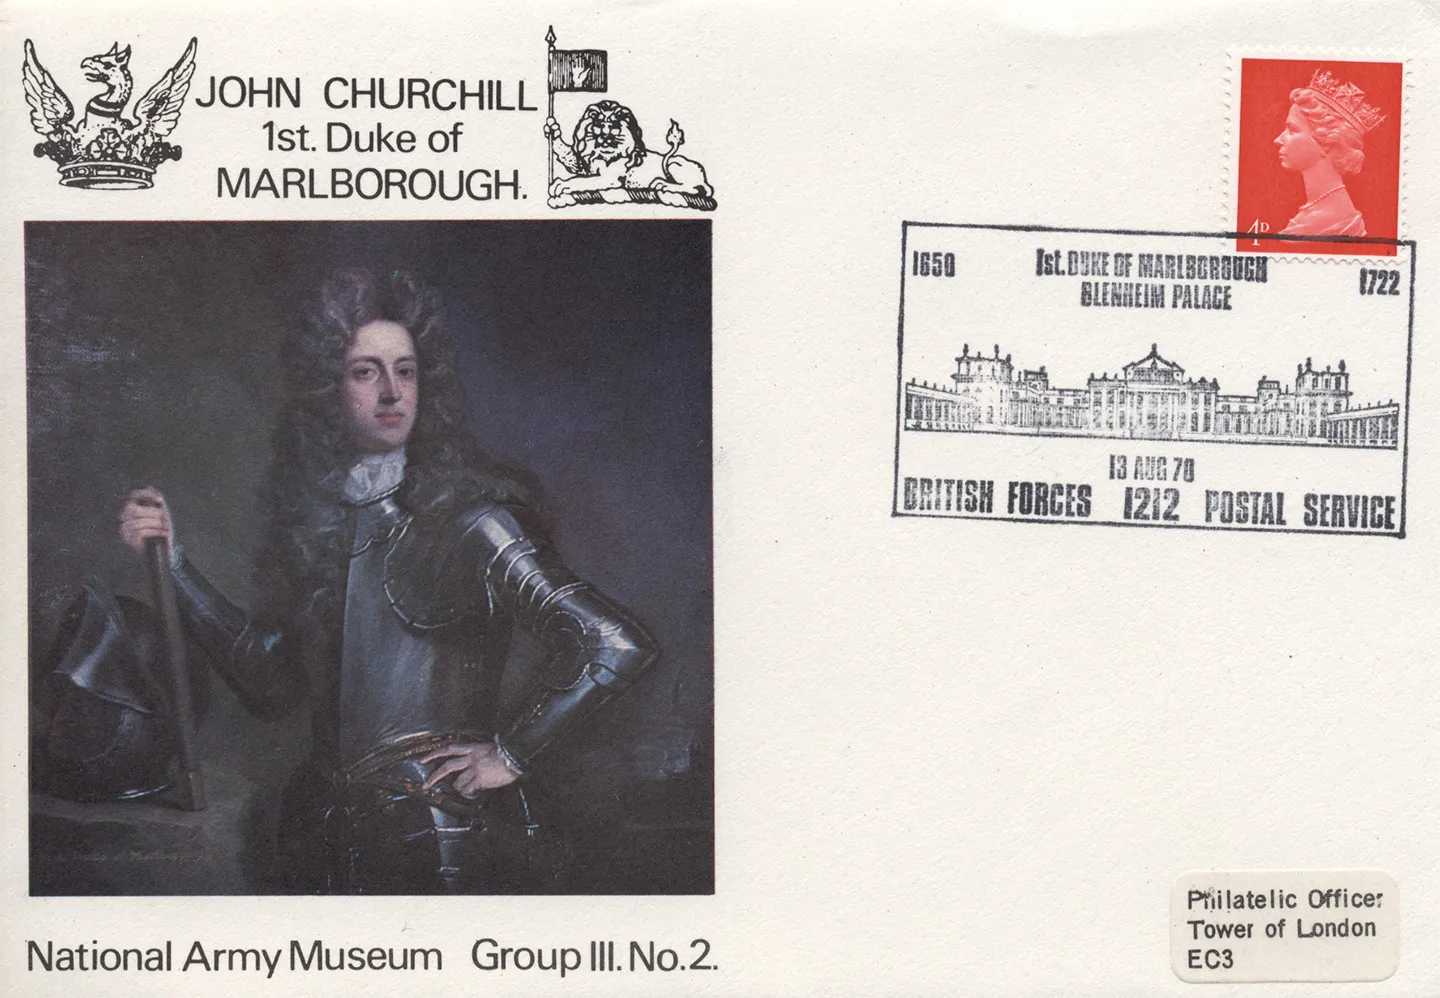 JOHN CHURCHILL
1st. Duke of
MARLBOROUGH.
4D
1650
1st. DUKE OF MARLBOROUGH
1722
BLENHEIM PALACE
13 AUG 70
BRITISH FORCES 1212 POSTAL SERVICE
Philatelic Officer
Tower of London
EC3
National Army Museum Group III. No. 2.